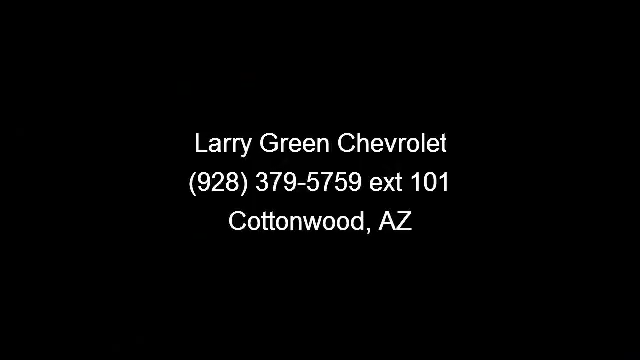 Larry Green Chevrolet
(928) 379-5759 ext 101
Cottonwood, AZ